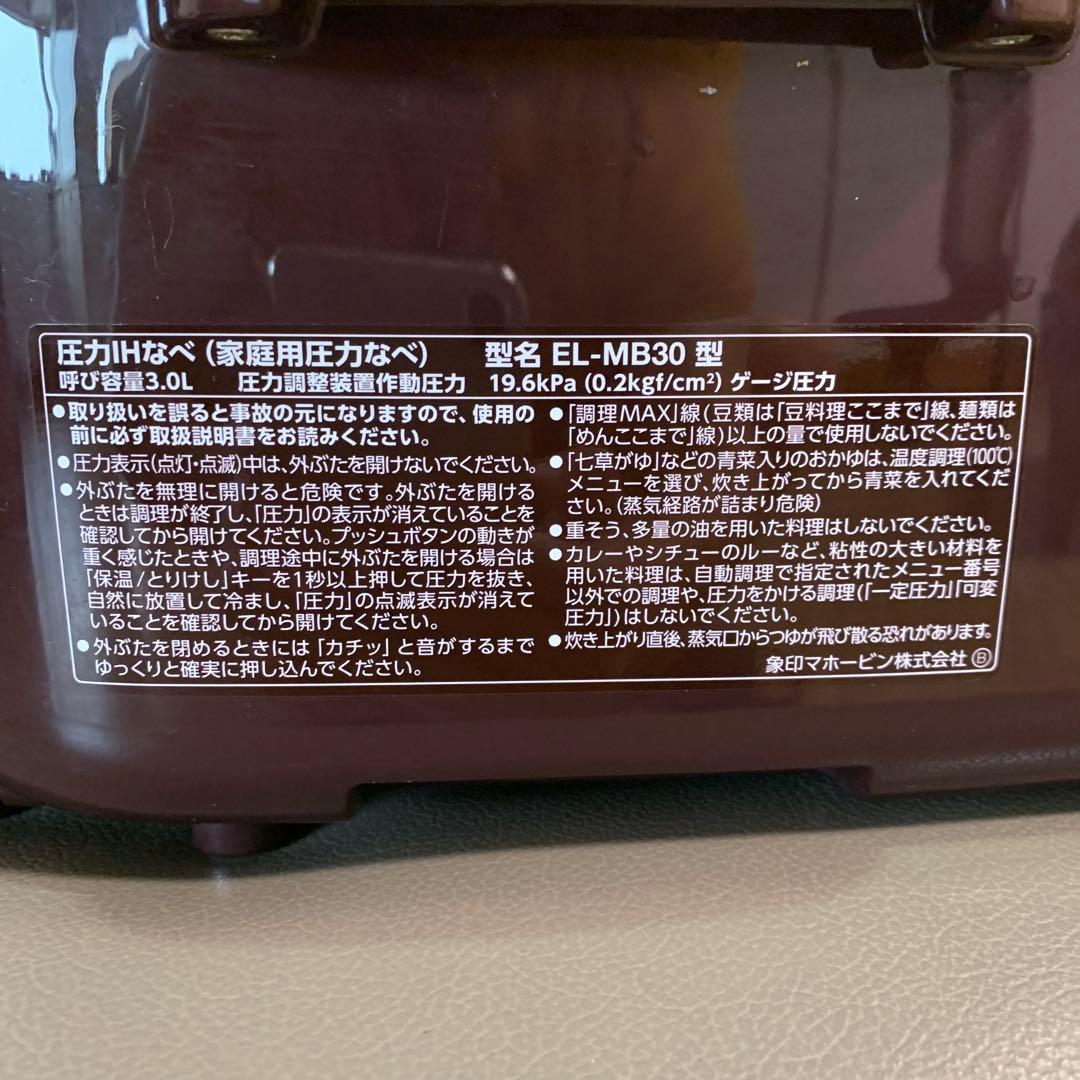 圧力IHなべ（家庭用圧力なべ） 型名 EL-MB30 型
呼び容量3.0L 圧力調整装置作動圧力 19.6kPa (0.2kgf/cm²) ゲージ圧力
●取り扱いを誤ると事故の元になりますので、使用の
前に必ず取扱説明書をお読みください。
●圧力表示(点灯・点滅)中は、外ぶたを開けないでください。
●外ぶたを無理に開けると危険です。外ぶたを開ける
ときは調理が終了し、「圧力」の表示が消えていることを
確認してから開けてください。プッシュボタンの動きが
重く感じたときや、調理途中に外ぶたを開ける場合は
「保温/とりけし」キーを1秒以上押して圧力を抜き、
自然に放置して冷まし、「圧力」の点滅表示が消えて
いることを確認してから開けてください。
●外ぶたを閉めるときには「カチッ」と音がするまで
ゆっくりと確実に押し込んでください。
●「調理MAX」線(豆類は「豆料理ここまで」線、麺類は
「めんここまで」線)以上の量で使用しないでください。
●「七草がゆ」などの青菜入りのおかゆは、温度調理(100℃)
メニューを選び、炊き上がってから青菜を入れてくだ
さい。(蒸気経路が詰まり危険)
●重そう、多量の油を用いた料理はしないでください。
●カレーやシチューのルーなど、粘性の大きい材料を
用いた料理は、自動調理で指定されたメニュー番号
以外での調理や、圧力をかける調理(「一定圧力」「可変
圧力」)はしないでください。
●炊き上がり直後、蒸気口からつゆが飛び散る恐れがあります。
象印マホービン株式会社 Ⓑ